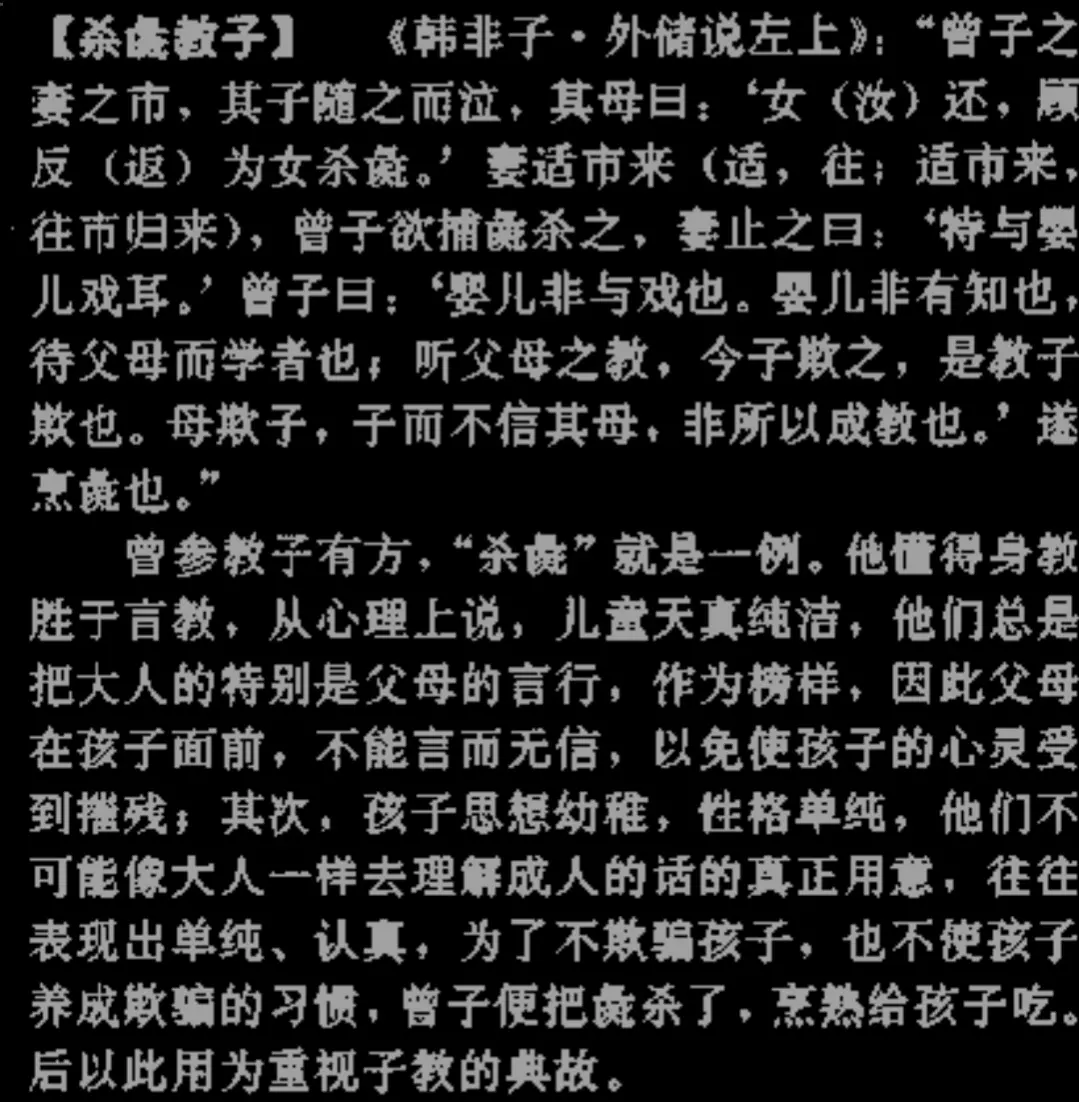 【杀彘教子】 《韩非子·外储说左上》：“曾子之
妻之市，其子随之而泣，其母曰：‘女（汝）还，顾
反（返）为女杀彘。’妻适市来（适，往；适市来，
往市归来），曾子欲捕彘杀之，妻止之曰：‘特与婴
儿戏耳。’曾子曰：‘婴儿非与戏也。婴儿非有知也，
待父母而学者也；听父母之教，今子欺之，是教子
欺也。母欺子，子而不信其母，非所以成教也。’遂
烹彘也。”
曾参教子有方，“杀彘”就是一例。他懂得身教
胜于言教，从心理上说，儿童天真纯洁，他们总是
把大人的特别是父母的言行，作为榜样，因此父母
在孩子面前，不能言而无信，以免使孩子的心灵受
到摧残；其次，孩子思想幼稚，性格单纯，他们不
可能像大人一样去理解成人的话的真正用意，往往
表现出单纯、认真，为了不欺骗孩子，也不使孩子
养成欺骗的习惯，曾子便把彘杀了，烹熟给孩子吃。
后以此用为重视子教的典故。